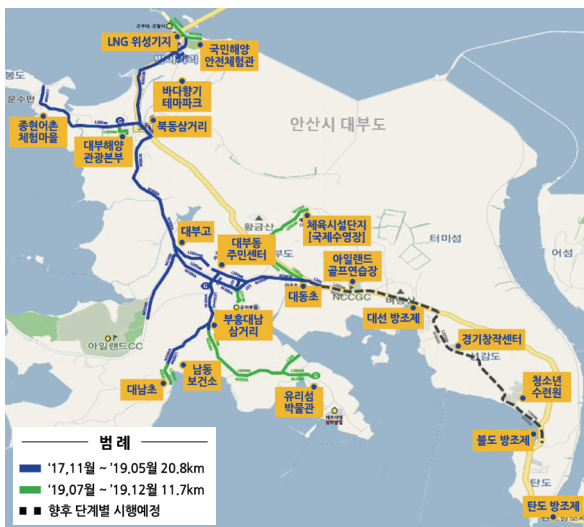 LNG 위성기지
국민해양
안전체험관
바다향기
테마파크
종현어촌
체험마을
북동삼거리
대부해양
관광본부
안산시 대부도
황금산
체육시설단지
[국제수영장]
터미섬
어섬
대부고
대부동
주민센터
아일랜드
골프연습장
대동초
NCCGC
대선 방조제
부흥대남
삼거리
경기창작센터
선감도
아일랜드CC
대남초
남동
보건소
유리섬
박물관
청소년
수련원
불도 방조제
탄도
탄도 방조제
범 례
‘17,11월 ~ ’19.05월 20.8km
‘19,07월 ~ ’19.12월 11.7km
향후 단계별 시행예정